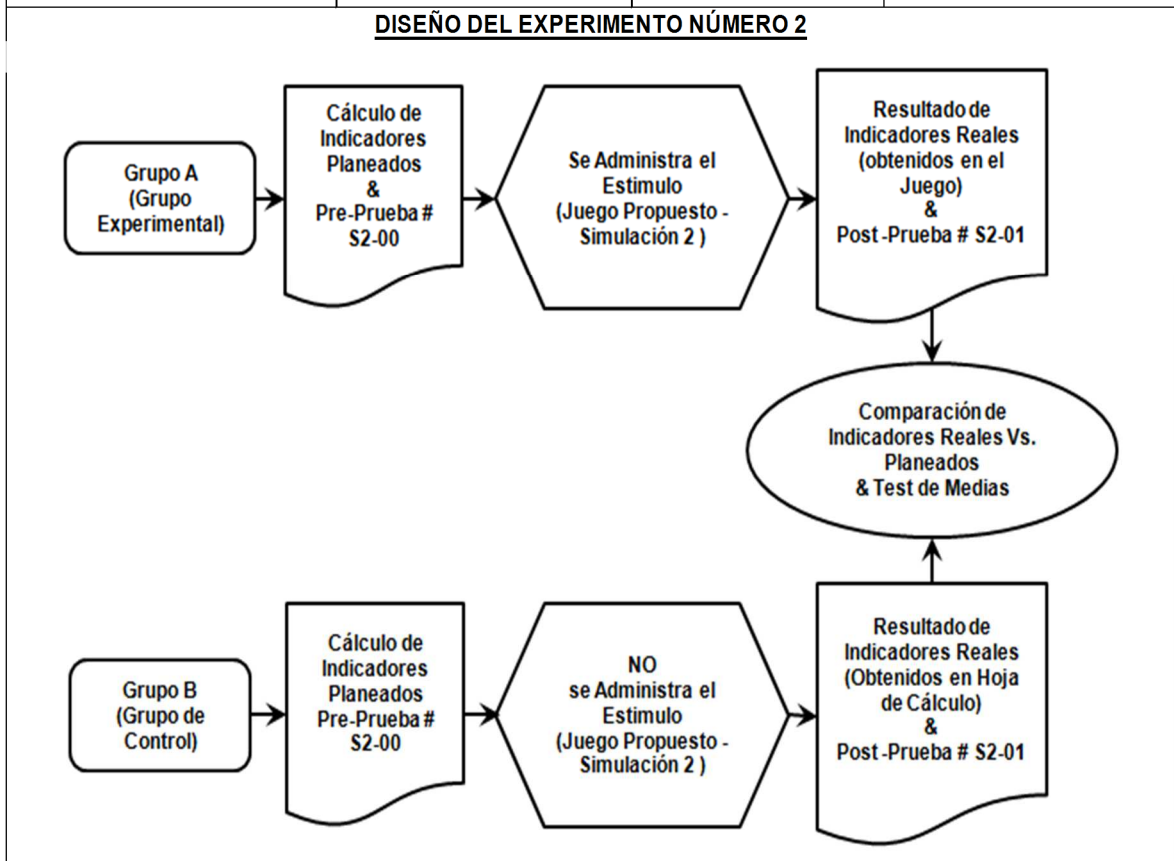 DISEÑO DEL EXPERIMENTO NÚMERO 2
Grupo A
(Grupo
Experimental)
Cálculo de
Indicadores
Planeados
&
Pre-Prueba #
S2-00
Se Administra el
Estimulo
(Juego Propuesto -
Simulación 2 )
Resultado de
Indicadores Reales
(obtenidos en el
Juego)
&
Post -Prueba # S2-01
Comparación de
Indicadores Reales Vs.
Planeados
& Test de Medias
Grupo B
(Grupo de
Control)
Cálculo de
Indicadores
Planeados
Pre-Prueba #
S2-00
NO
se Administra el
Estimulo
(Juego Propuesto -
Simulación 2 )
Resultado de
Indicadores Reales
(Obtenidos en Hoja
de Cálculo)
&
Post -Prueba # S2-01